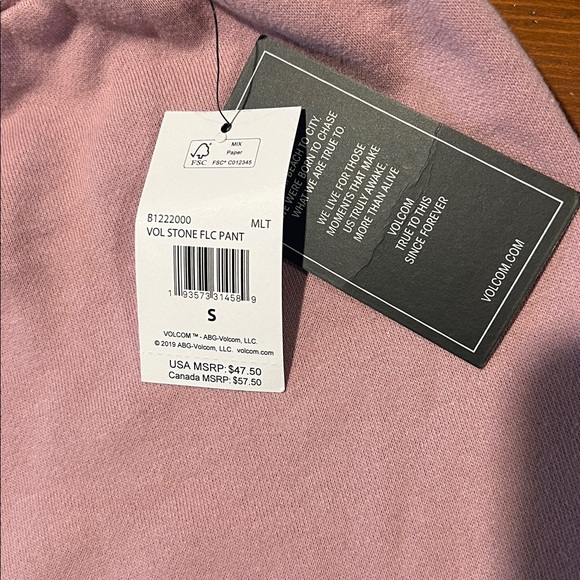 MIX
Paper
FSC
FSC® C012345
B1222000 MLT
VOL STONE FLC PANT
1 93573 31458 9
S
VOLCOM ™ - ABG-Volcom, LLC.
© 2019 ABG-Volcom, LLC. volcom.com
USA MSRP: $47.50
Canada MSRP: $57.50
BEACH TO CITY.
WE WERE BORN TO CHASE
WHAT WE ARE TRUE TO.
WE LIVE FOR THOSE
MOMENTS THAT MAKE
US TRULY AWAKE,
MORE THAN ALIVE
VOLCOM
TRUE TO THIS
SINCE FOREVER
VOLCOM.COM